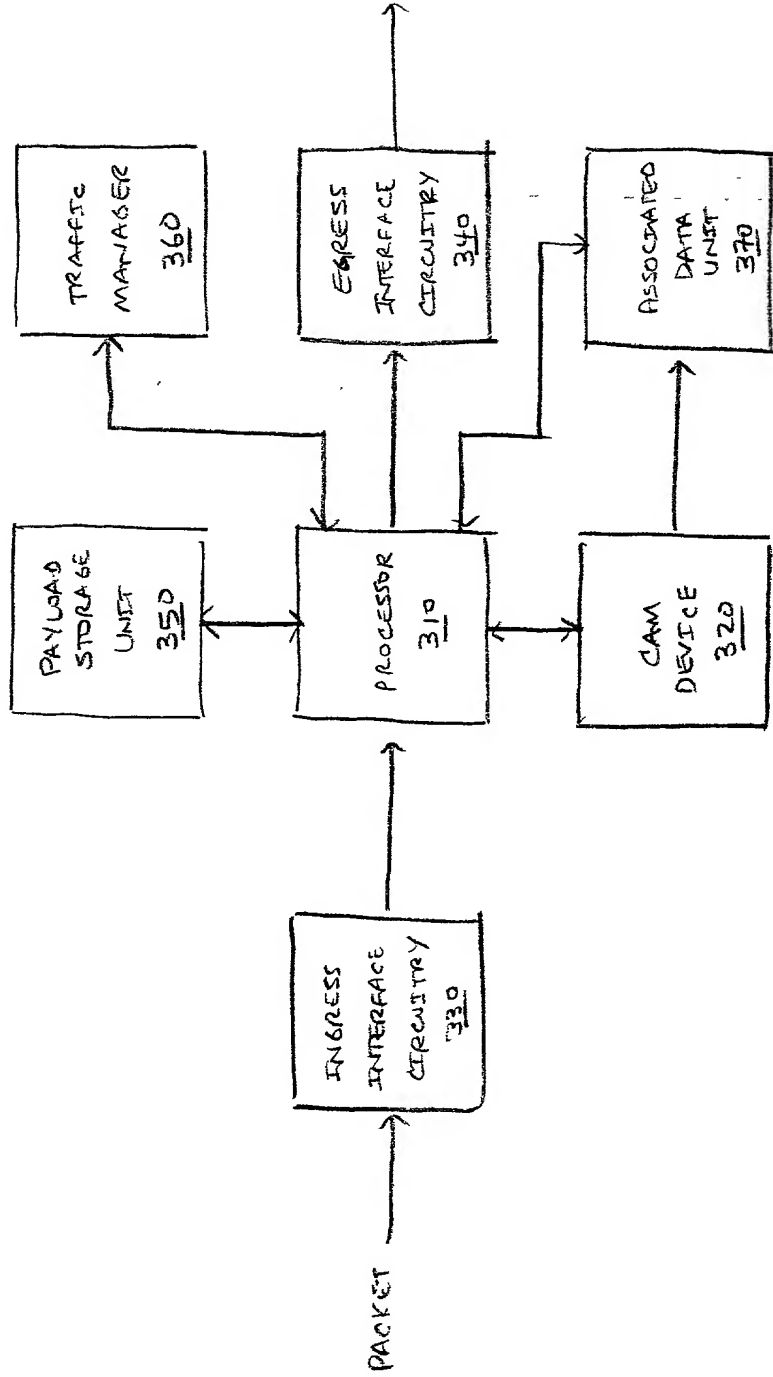 PACKET
INGRESS
INTERFACE
CIRCUITRY
330
PAYLOAD
STORAGE
UNIT
350
PROCESSOR
310
CAM
DEVICE
320
TRAFFIC
MANAGER
360
EGRESS
INTERFACE
CIRCUITRY
340
ASSOCIATED
DATA
UNIT
370